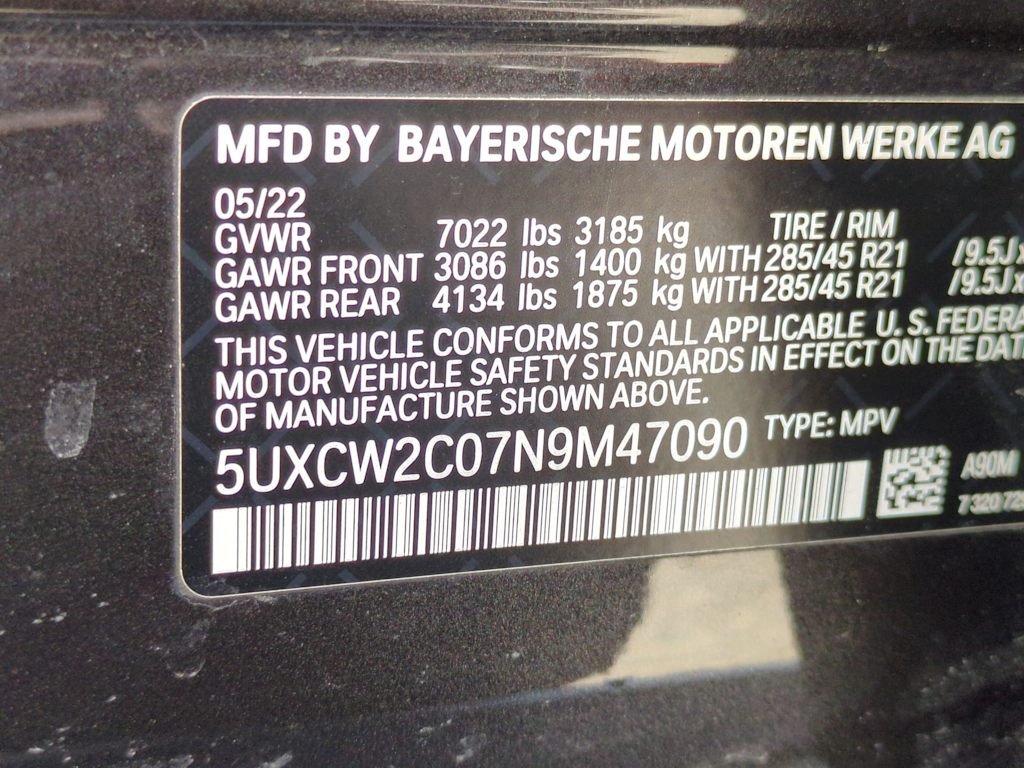 MFD BY BAYERISCHE MOTOREN WERKE AG
05/22
GVWR 7022 lbs 3185 kg TIRE / RIM
GAWR FRONT 3086 lbs 1400 kg WITH 285/45 R21 /9.5Jx
GAWR REAR 4134 lbs 1875 kg WITH 285/45 R21 /9.5Jx
THIS VEHICLE CONFORMS TO ALL APPLICABLE U. S. FEDERA
MOTOR VEHICLE SAFETY STANDARDS IN EFFECT ON THE DAT
OF MANUFACTURE SHOWN ABOVE.
5UXCW2C07N9M47090 TYPE: MPV
A90M